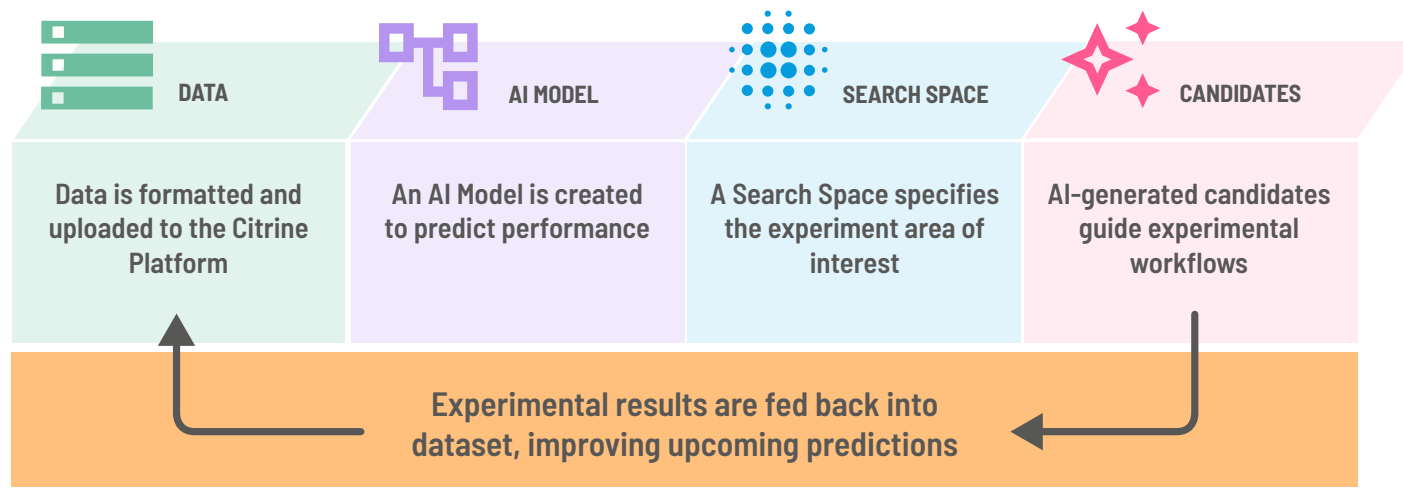 DATA
AI MODEL
SEARCH SPACE
CANDIDATES
Data is formatted and
uploaded to the Citrine
Platform
An AI Model is created
to predict performance
A Search Space specifies
the experiment area of
interest
AI-generated candidates
guide experimental
workflows
Experimental results are fed back into
dataset, improving upcoming predictions